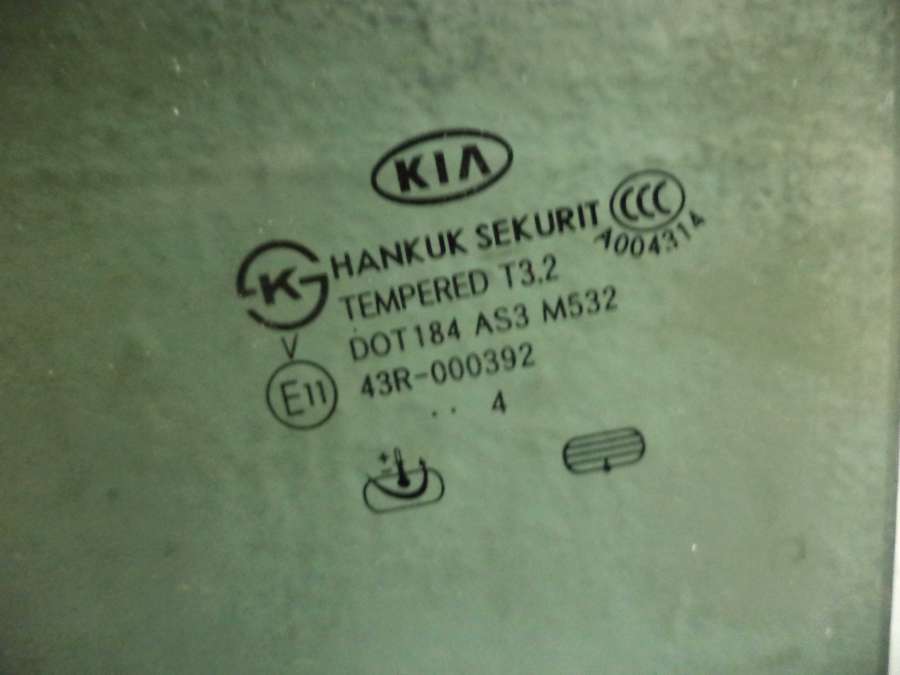 KIA
CCC
HANKUK SEKURIT
A004314
K
TEMPERED T3.2
DOT184 AS3 M532
V
E11 43R-000392
.. 4